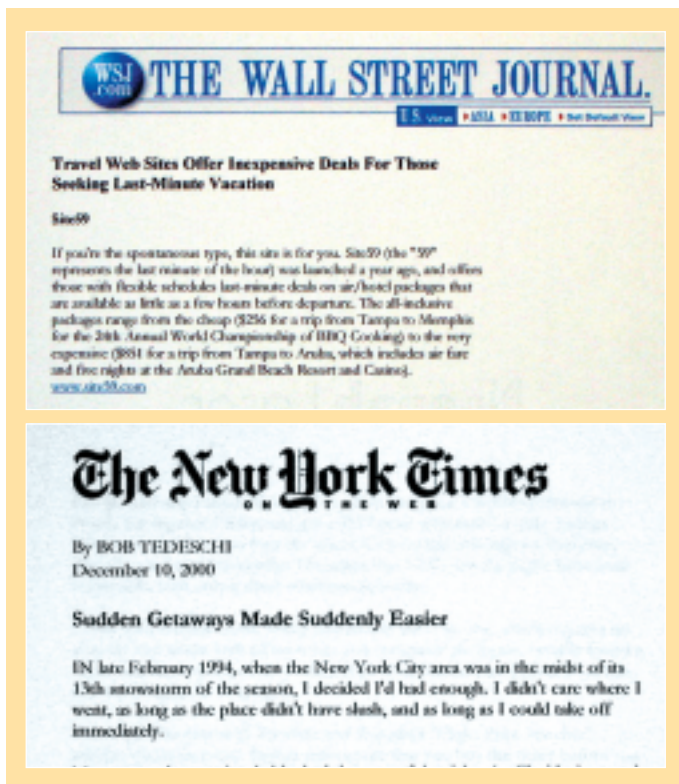 WSJ
.com
THE WALL STREET JOURNAL.
U.S. View ASIA EUROPE Set Default View
Travel Web Sites Offer Inexpensive Deals For Those
Seeking Last-Minute Vacation
Site59
If you're the spontaneous type, this site is for you. Site59 (the "59"
represents the last minute of the hour) was launched a year ago, and offers
those with flexible schedules last-minute deals on air/hotel packages that
are available as little as a few hours before departure. The all-inclusive
packages range from the cheap ($256 for a trip from Tampa to Memphis
for the 24th Annual World Championship of BBQ Cooking) to the very
expensive ($851 for a trip from Tampa to Aruba, which includes air fare
and five nights at the Aruba Grand Beach Resort and Casino).
www.site59.com
The New York Times
ON THE WEB
By BOB TEDESCHI
December 10, 2000
Sudden Getaways Made Suddenly Easier
IN late February 1994, when the New York City area was in the midst of its
13th snowstorm of the season, I decided I'd had enough. I didn't care where I
went, as long as the place didn't have slush, and as long as I could take off
immediately.